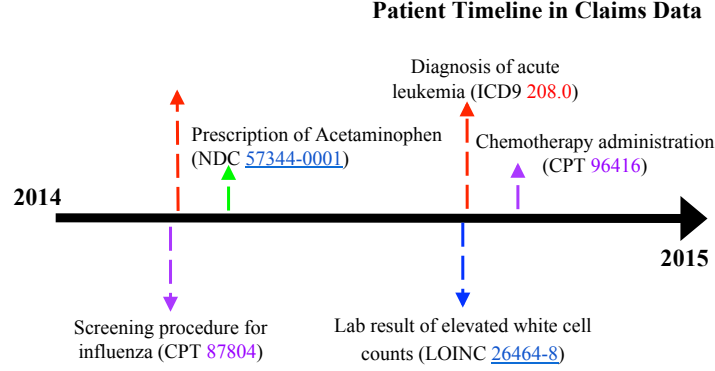 Patient Timeline in Claims Data
Diagnosis of acute
leukemia (ICD9 208.0)
Prescription of Acetaminophen
(NDC 57344-0001)
Chemotherapy administration
(CPT 96416)
2014
2015
Screening procedure for
influenza (CPT 87804)
Lab result of elevated white cell
counts (LOINC 26464-8)